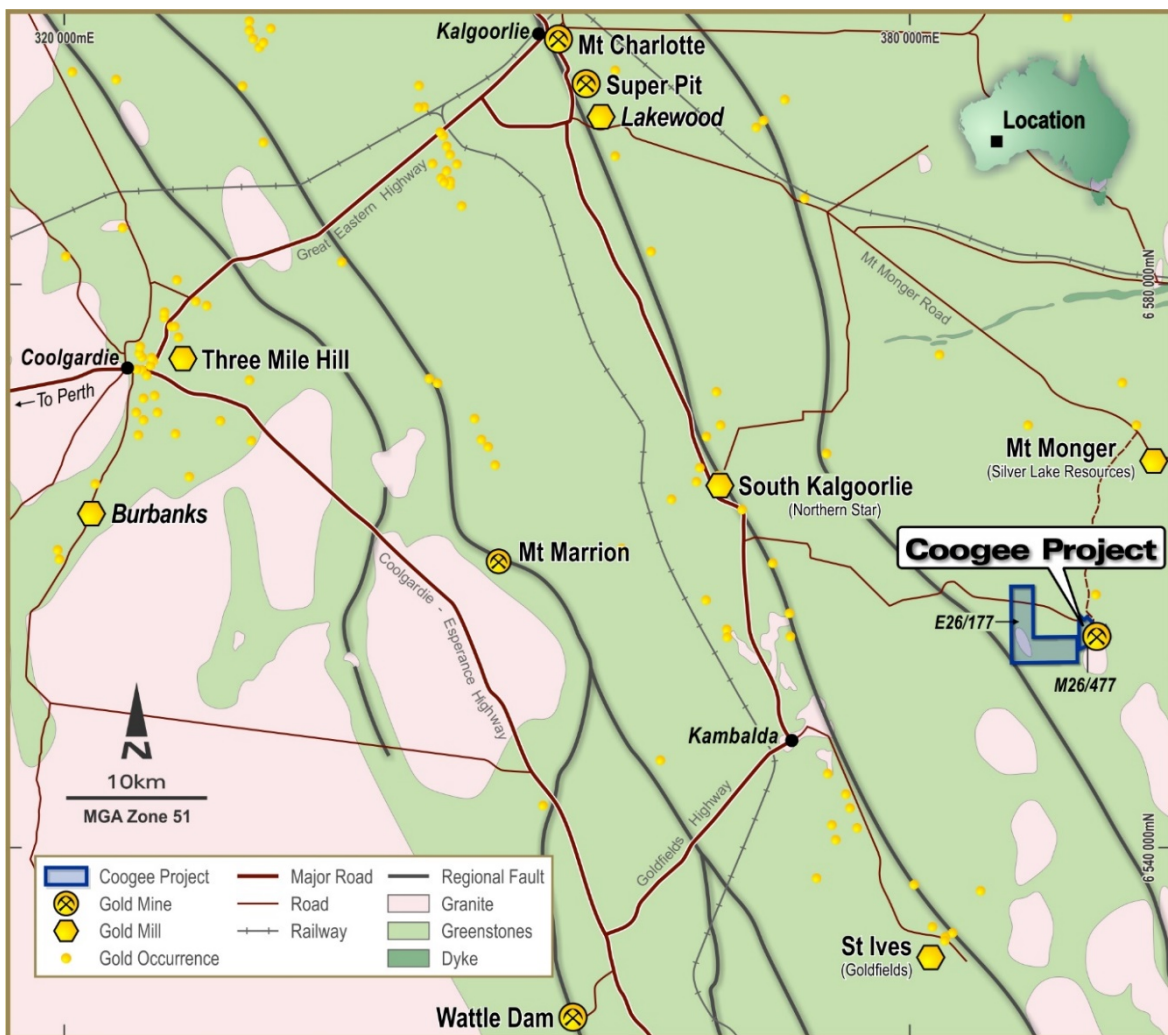 320 000mE
380 000mE
Kalgoorlie
Mt Charlotte
Super Pit
Lakewood
Location
Great Eastern Highway
Mt Monger Road
6 580 000mN
Coolgardie
Three Mile Hill
To Perth
Mt Monger
(Silver Lake Resources)
South Kalgoorlie
(Northern Star)
Burbanks
Mt Marrion
Coogee Project
E26/177
M26/477
Coolgardie - Esperance Highway
Kambalda
N
10km
MGA Zone 51
Goldfields Highway
6 540 000mN
Coogee Project
Gold Mine
Gold Mill
Gold Occurrence
Major Road
Road
Railway
Regional Fault
Granite
Greenstones
Dyke
St Ives
(Goldfields)
Wattle Dam